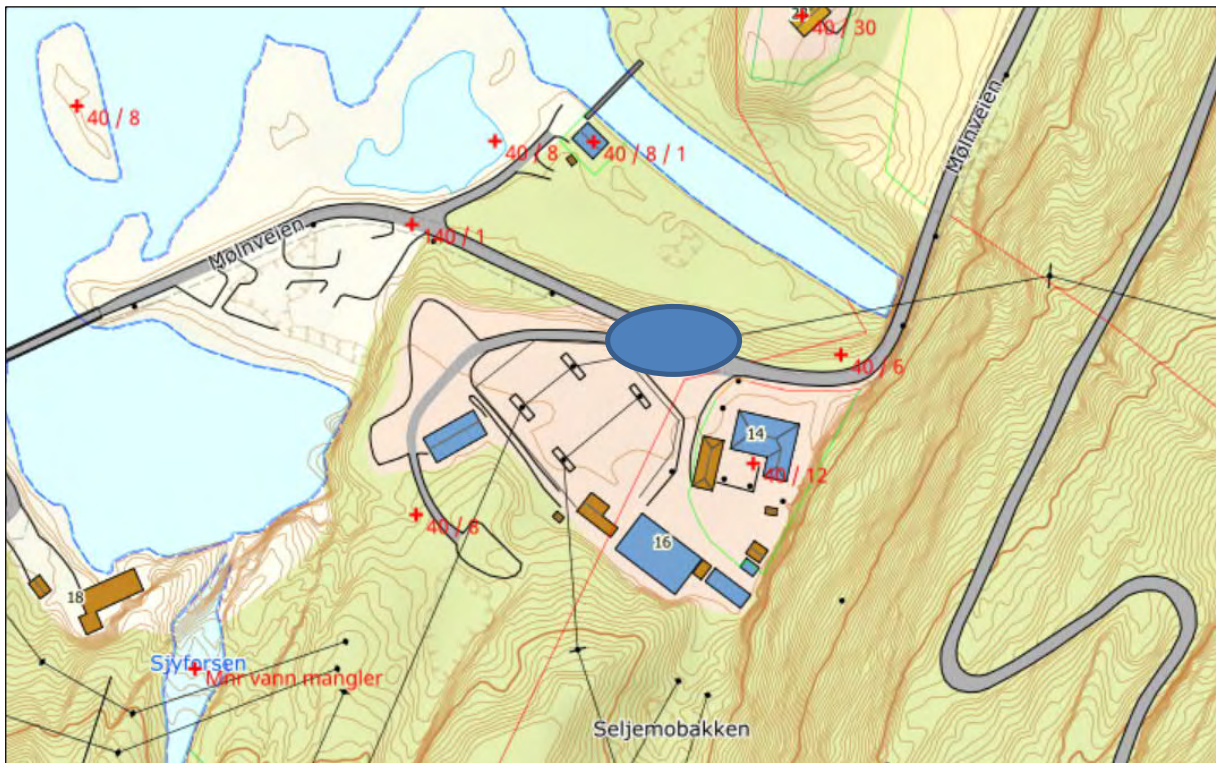 40 / 30
Mølnveien
40 / 8
40 / 8
40 / 8 / 1
140 / 1
Mølnveien
40 / 6
14
40 / 12
40 / 8
16
18
Sjyforsen
Mnr vann mangler
Seljemobakken